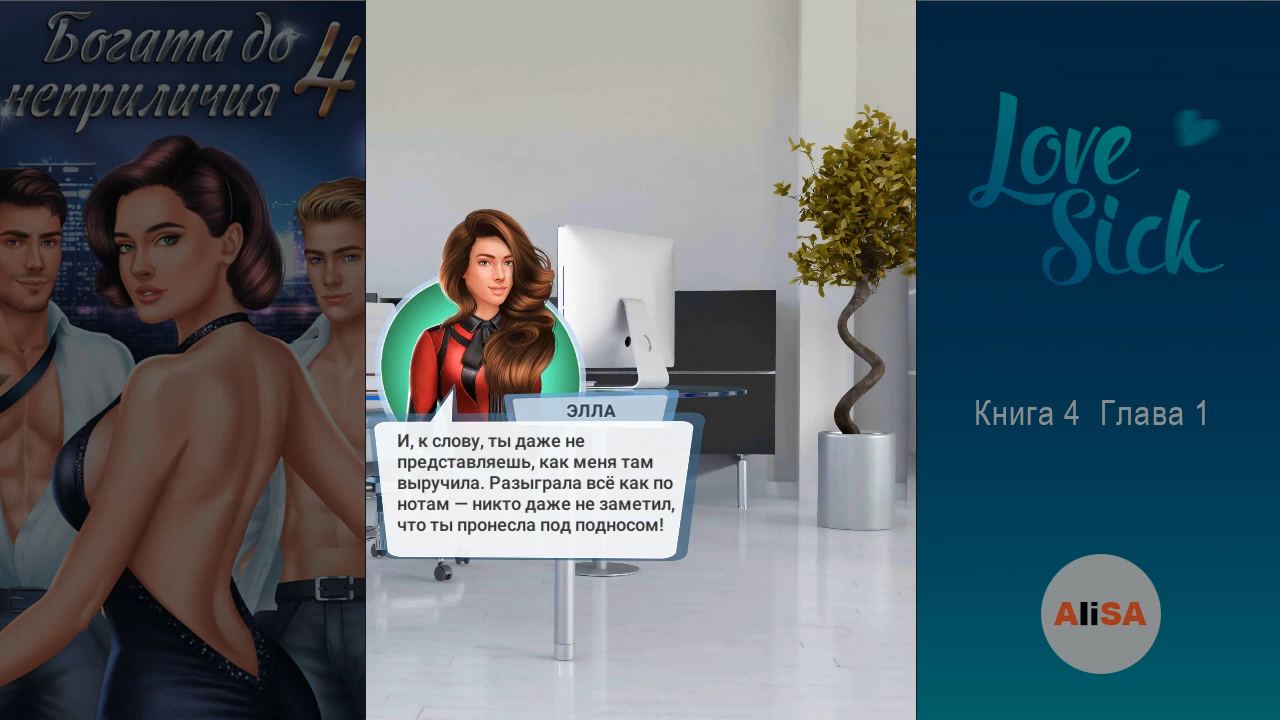 Богата до
неприличия 4
ЭЛЛА
И, к слову, ты даже не
представляешь, как меня там
выручила. Разыграла всё как по
нотам — никто даже не заметил,
что ты пронесла под подносом!
Love
Sick
Книга 4 Глава 1
AliSA